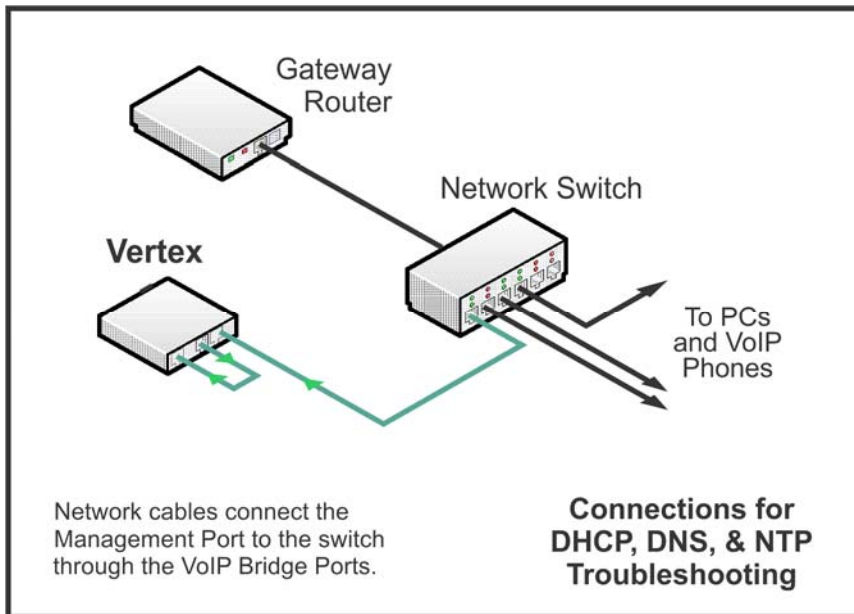 Gateway
Router
Network Switch
Vertex
To PCs
and VoIP
Phones
Network cables connect the
Management Port to the switch
through the VoIP Bridge Ports.
Connections for
DHCP, DNS, & NTP
Troubleshooting